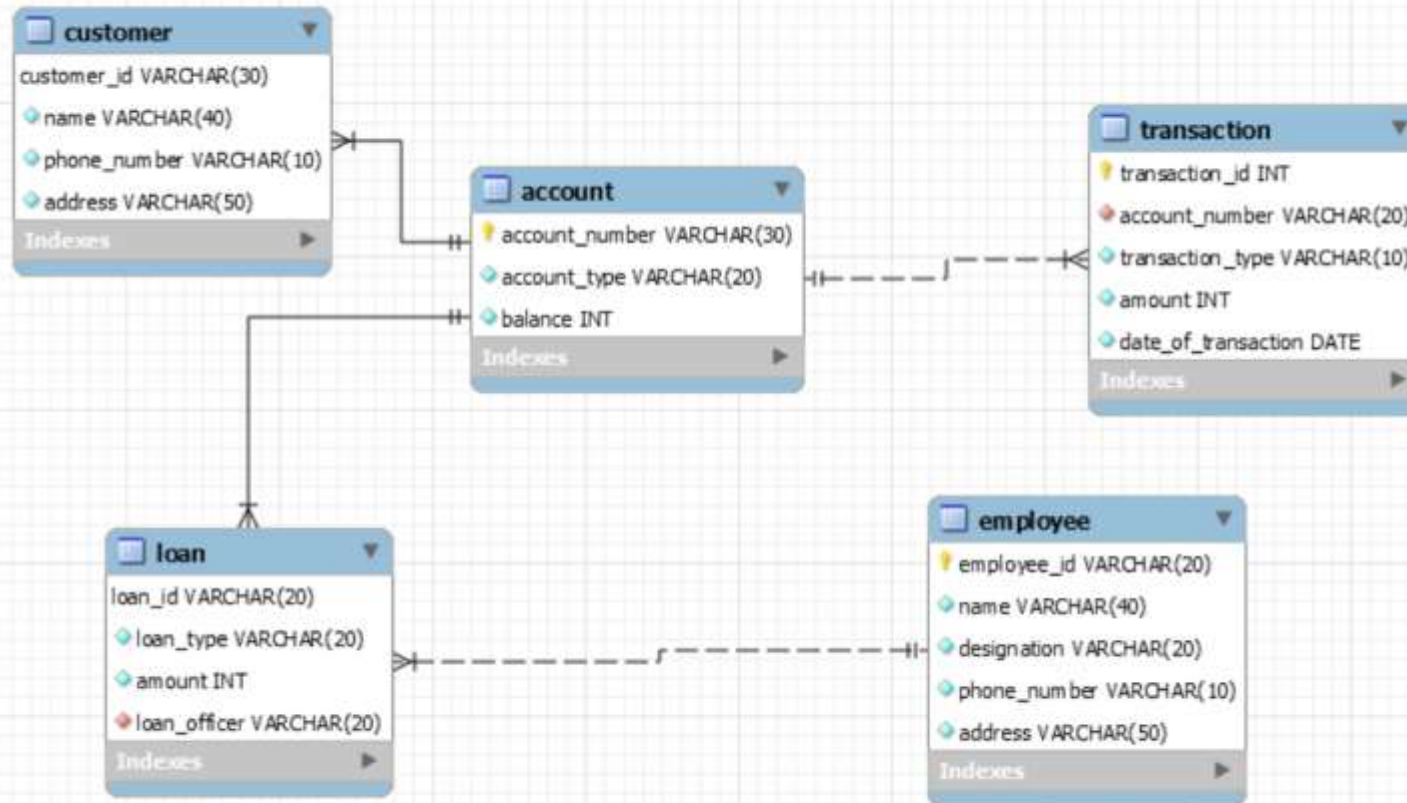 customer
customer_id VARCHAR(30)
name VARCHAR(40)
phone_number VARCHAR(10)
address VARCHAR(50)
Indexes
account
account_number VARCHAR(30)
account_type VARCHAR(20)
balance INT
Indexes
transaction
transaction_id INT
account_number VARCHAR(20)
transaction_type VARCHAR(10)
amount INT
date_of_transaction DATE
Indexes
loan
loan_id VARCHAR(20)
loan_type VARCHAR(20)
amount INT
loan_officer VARCHAR(20)
Indexes
employee
employee_id VARCHAR(20)
name VARCHAR(40)
designation VARCHAR(20)
phone_number VARCHAR(10)
address VARCHAR(50)
Indexes